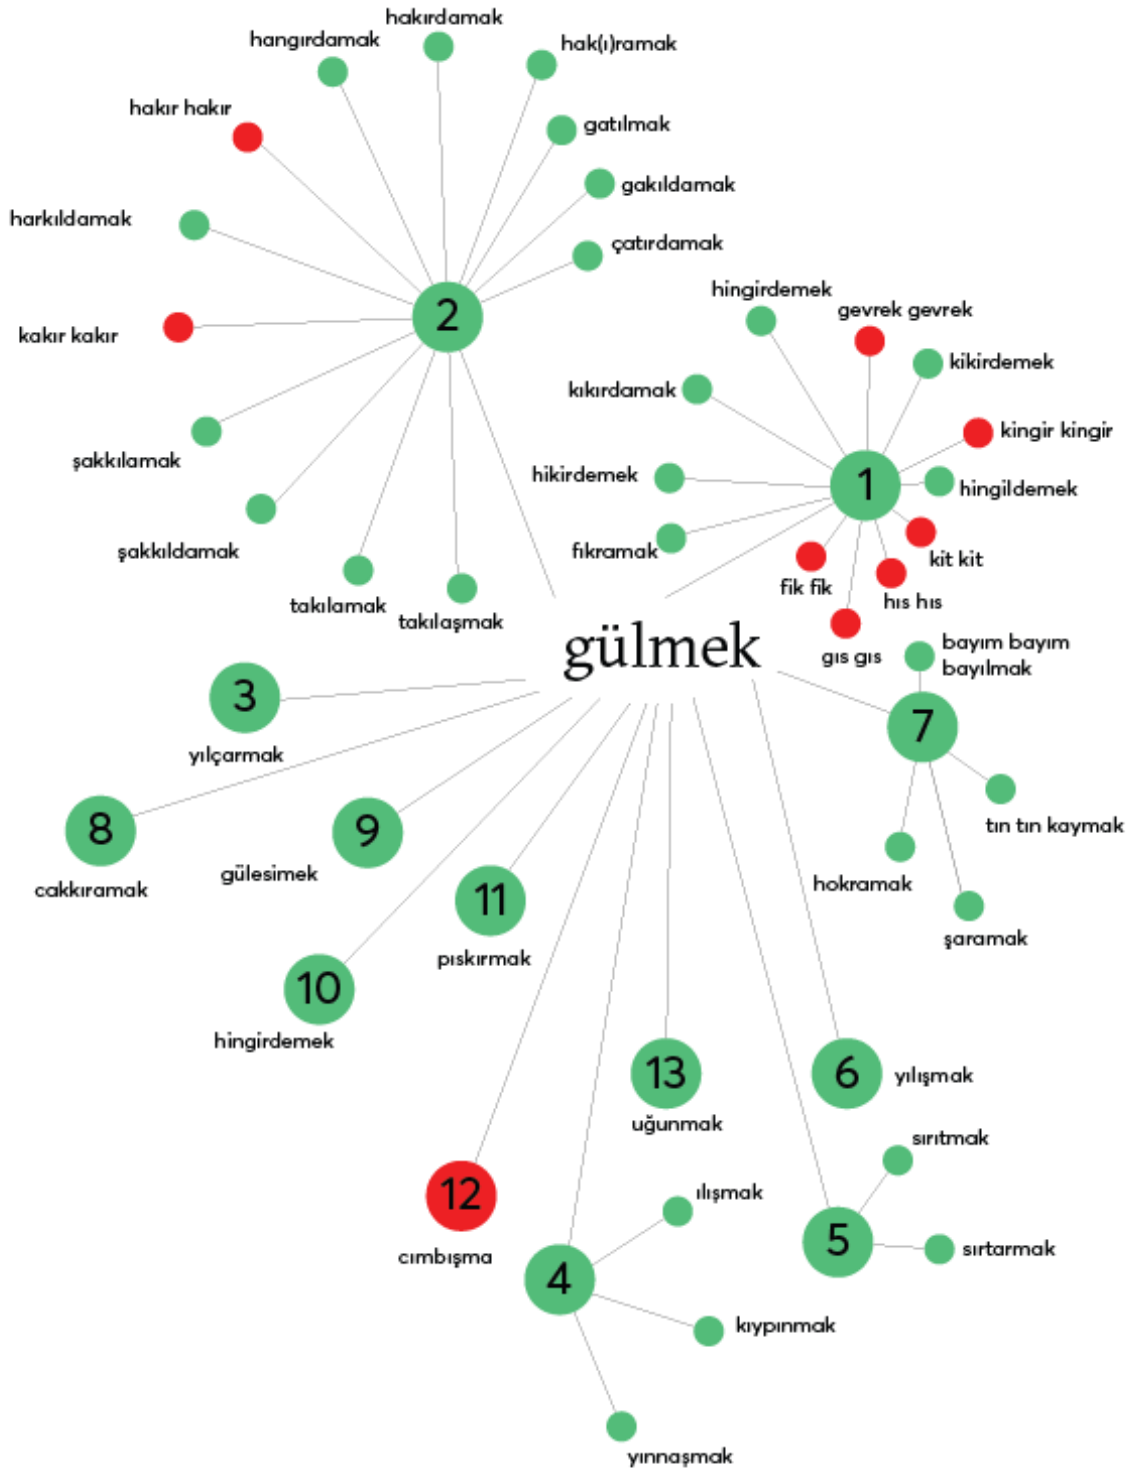 hakırdamak
hangırdamak
hak(ı)ramak
hakır hakır
gatılmak
gakıldamak
harkıldamak
çatırdamak
2
kakır kakır
şakkılamak
şakkıldamak
takılamak
takılaşmak
hingirdemek
gevrek gevrek
kikirdemek
kıkırdamak
kingir kingir
hikirdemek
1
hingildemek
fıkramak
kit kit
fik fik
hıs hıs
gıs gıs
gülmek
bayım bayım
bayılmak
3
yılçarmak
7
tın tın kaymak
hokramak
şaramak
8
cakkıramak
9
gülesimek
11
pıskırmak
10
hingirdemek
13
uğunmak
6
yılışmak
12
cımbışma
sırıtmak
5
sırtarmak
ılışmak
4
kıypınmak
yınnaşmak